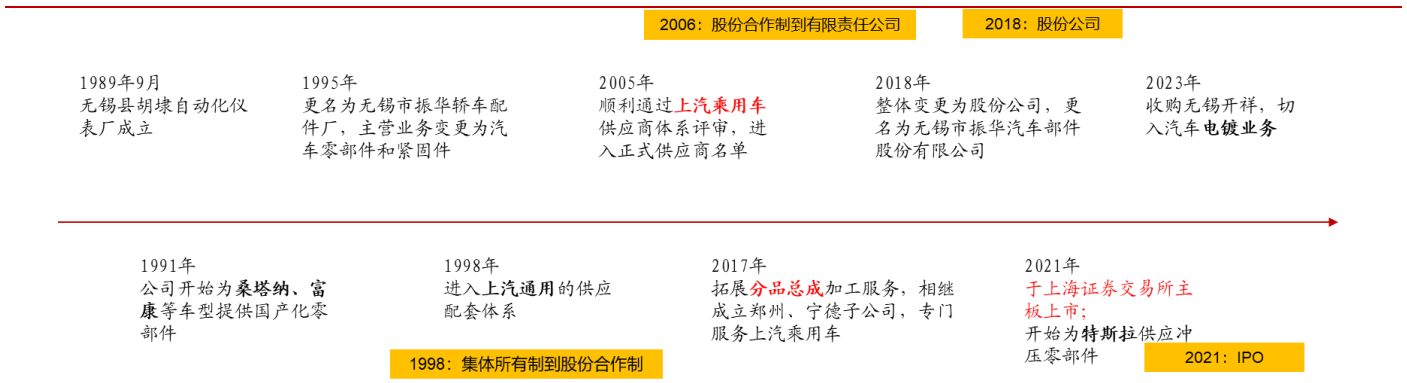 2006：股份合作制到有限责任公司
2018：股份公司
1989年9月
无锡县胡埭自动化仪
表厂成立
1995年
更名为无锡市振华轿车配
件厂，主营业务变更为汽
车零部件和紧固件
2005年
顺利通过上汽乘用车
供应商体系评审，进
入正式供应商名单
2018年
整体变更为股份公司，更
名为无锡市振华汽车部件
股份有限公司
2023年
收购无锡开祥，切
入汽车电镀业务
1991年
公司开始为桑塔纳、富
康等车型提供国产化零
部件
1998年
进入上汽通用的供应
配套体系
1998：集体所有制到股份合作制
2017年
拓展分品总成加工服务，相继
成立郑州、宁德子公司，专门
服务上汽乘用车
2021年
于上海证券交易所主
板上市；
开始为特斯拉供应冲
压零部件
2021：IPO